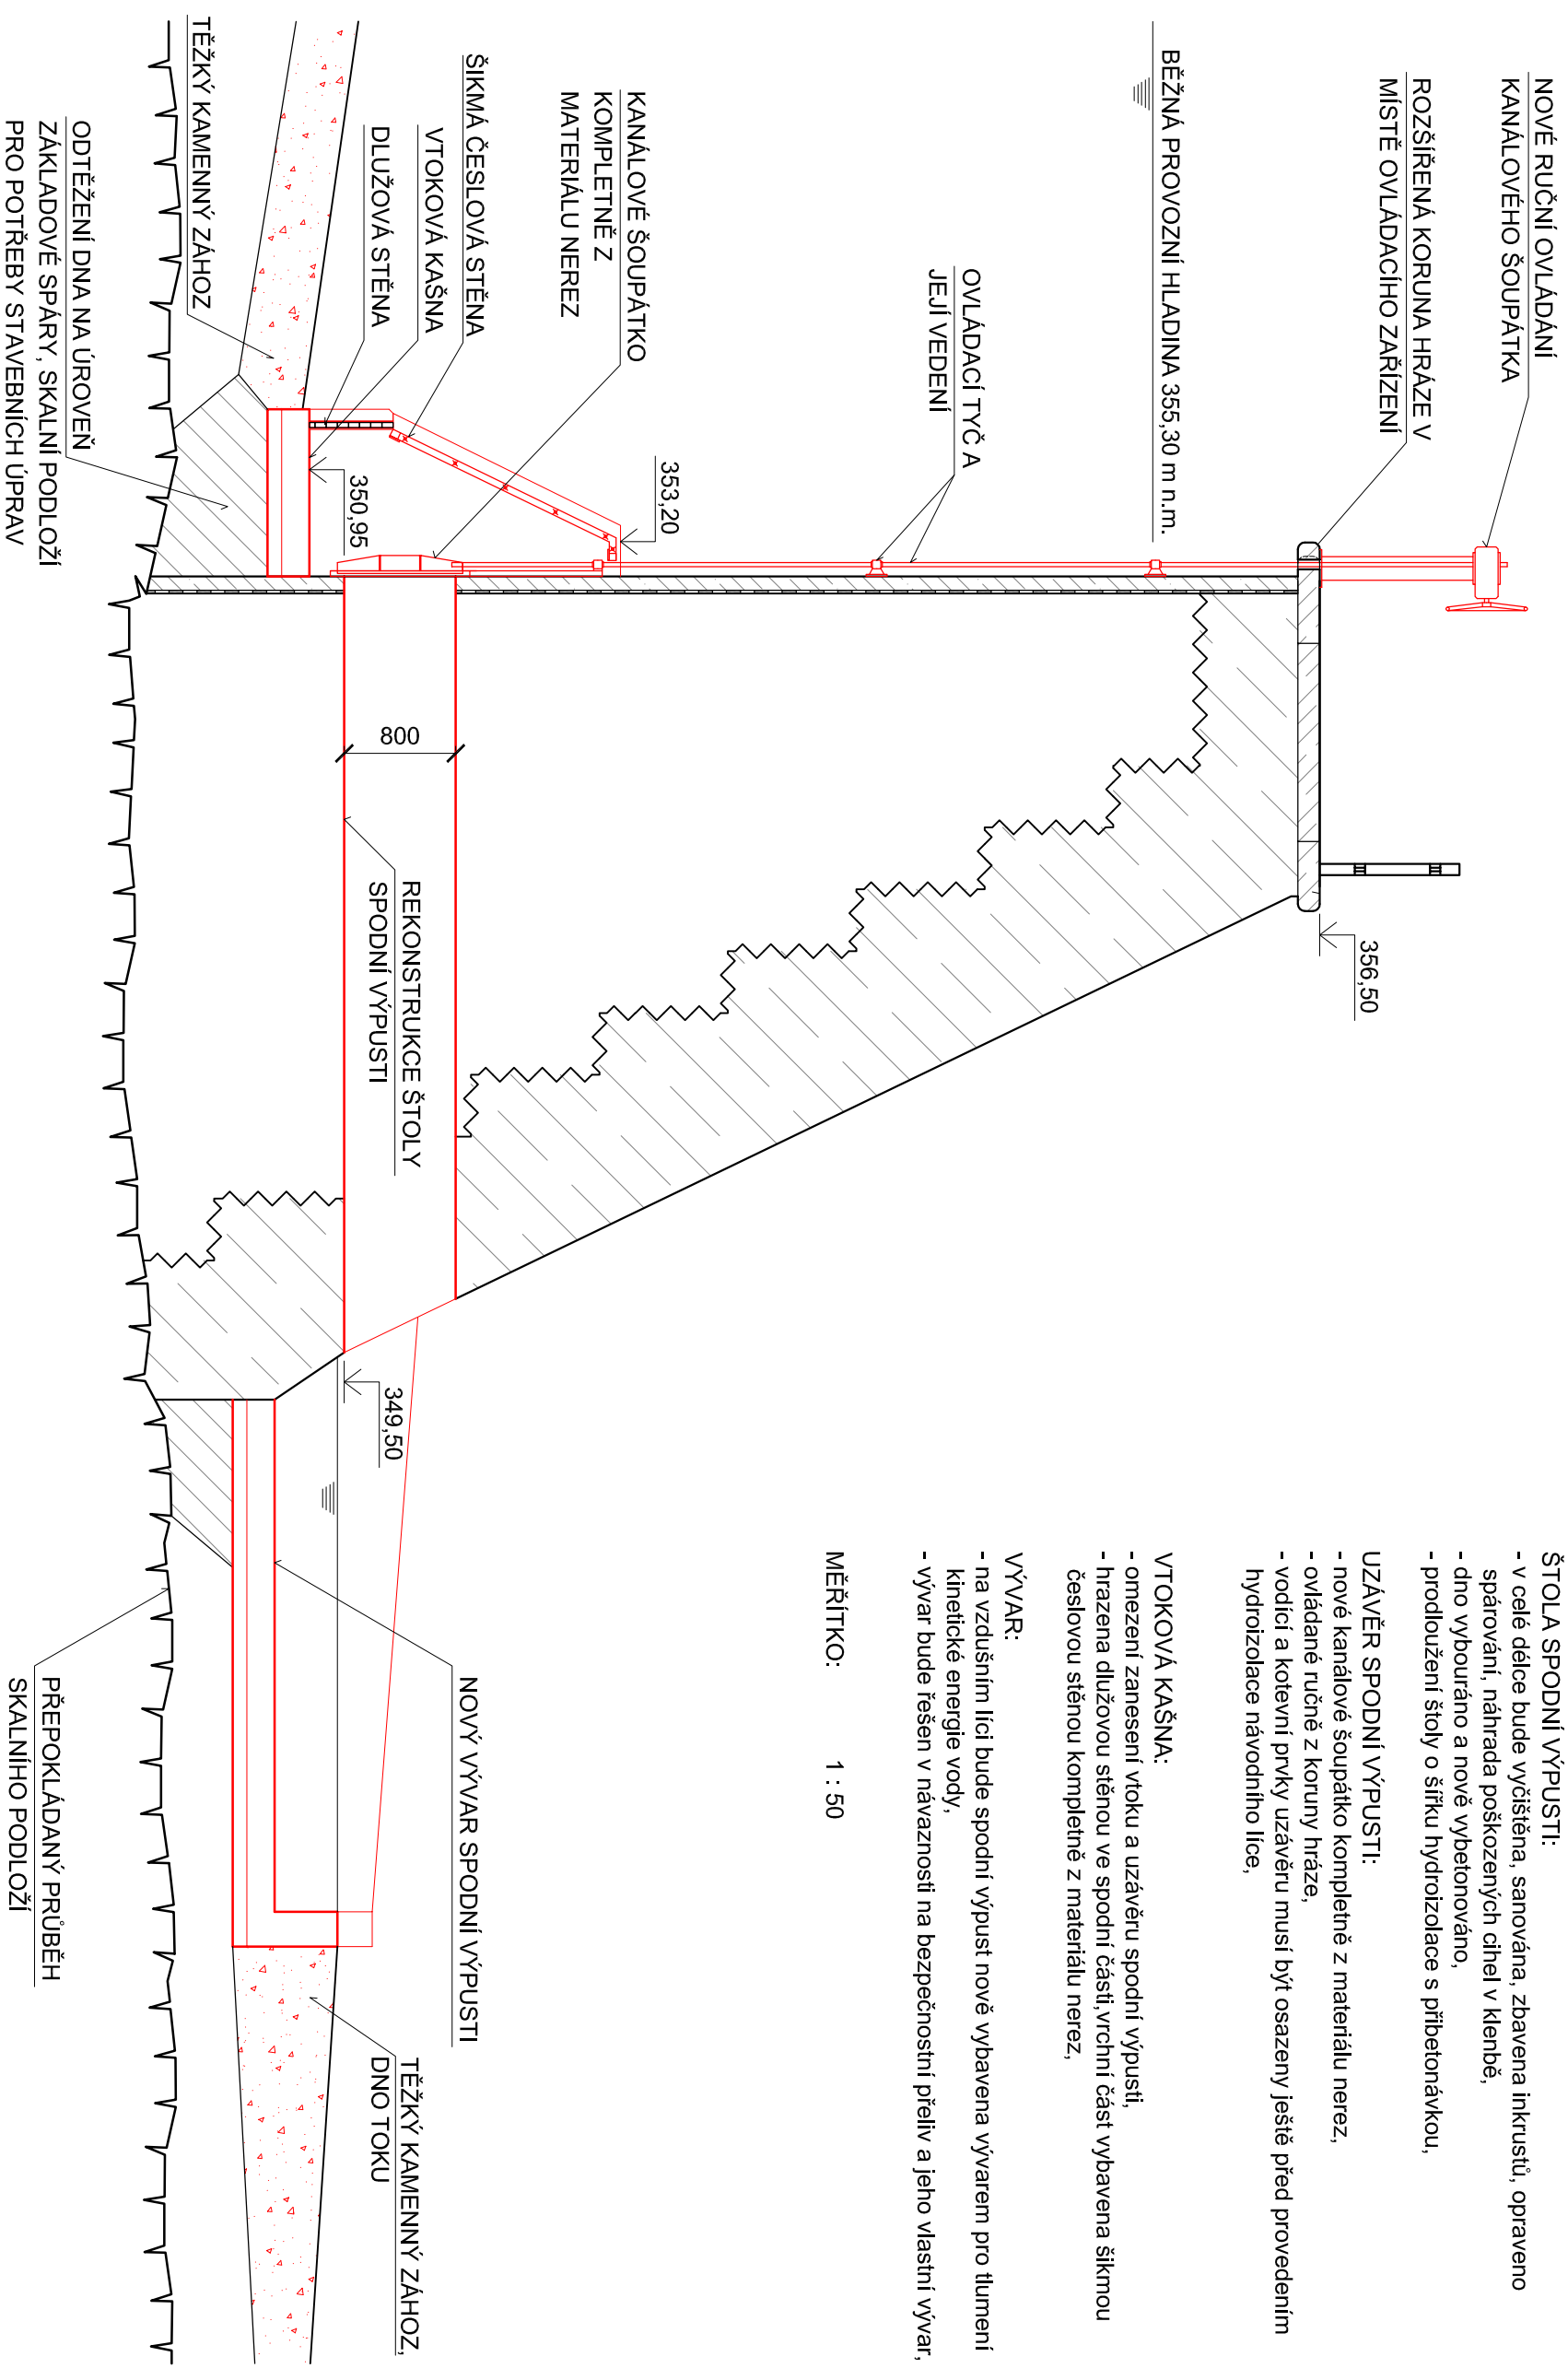 NOVÉ RUČNÍ OVLÁDÁNÍ
KANÁLOVÉHO ŠOUPÁTKA
ROZŠÍŘENÁ KORUNA HRÁZE V
MÍSTĚ OVLÁDACÍHO ZAŘÍZENÍ
BĚŽNÁ PROVOZNÍ HLADINA 355,30 m n.m.
OVLÁDACÍ TYČ A
JEJÍ VEDENÍ
KANÁLOVÉ ŠOUPÁTKO
KOMPLETNĚ Z
MATERIÁLU NEREZ
ŠIKMÁ ČESLOVÁ STĚNA
VTOKOVÁ KAŠNA
DLUŽOVÁ STĚNA
TĚŽKÝ KAMENNÝ ZÁHOZ
ODTĚŽENÍ DNA NA ÚROVEŇ
ZÁKLADOVÉ SPÁRY, SKALNÍ PODLOŽÍ
PRO POTŘEBY STAVEBNÍCH ÚPRAV
353,20
350,95
800
356,50
REKONSTRUKCE ŠTOLY
SPODNÍ VÝPUSTI
349,50
ŠTOLA SPODNÍ VÝPUSTI:
- v celé délce bude vyčištěna, sanována, zbavena inkrustů, opraveno
spárování, náhrada poškozených cihel v klenbě,
- dno vybouráno a nově vybetonováno,
- prodloužení štoly o šířku hydroizolace s přibetonávkou,
UZÁVĚR SPODNÍ VÝPUSTI:
- nové kanálové šoupátko kompletně z materiálu nerez,
- ovládané ručně z koruny hráze,
- vodící a kotevní prvky uzávěru musí být osazeny ještě před provedením
hydroizolace návodního líce,
VTOKOVÁ KAŠNA:
- omezení zanesení vtoku a uzávěru spodní výpusti,
- hrazena dlužovou stěnou ve spodní části,vrchní část vybavena šikmou
česlovou stěnou kompletně z materiálu nerez,
VÝVAR:
- na vzdušním líci bude spodní výpust nově vybavena vývarem pro tlumení
kinetické energie vody,
- vývar bude řešen v návaznosti na bezpečnostní přeliv a jeho vlastní vývar,
MĚŘÍTKO: 1 : 50
NOVÝ VÝVAR SPODNÍ VÝPUSTI
TĚŽKÝ KAMENNÝ ZÁHOZ,
DNO TOKU
PŘEPOKLÁDANÝ PRŮBĚH
SKALNÍHO PODLOŽÍ